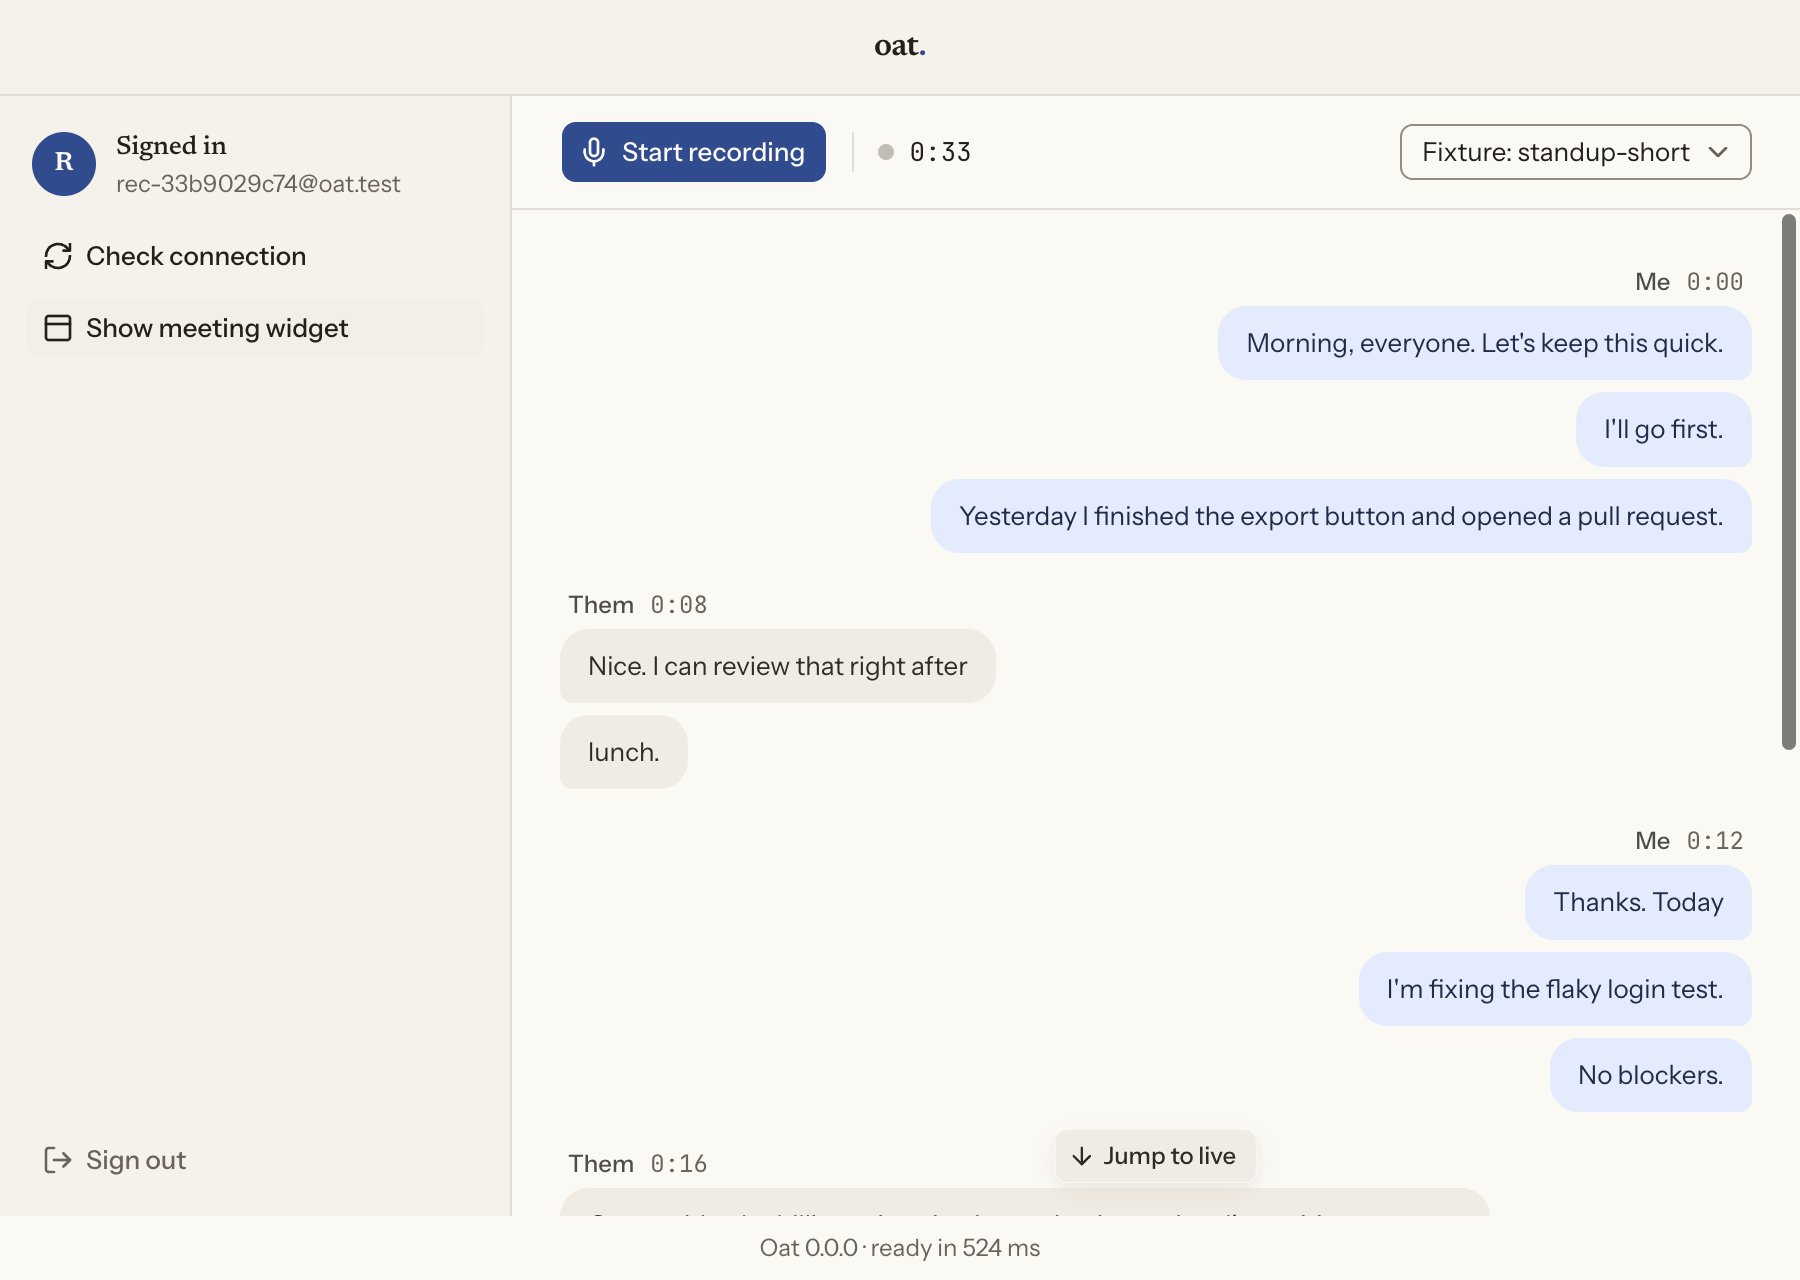 oat.
R
Signed in
rec-33b9029c74@oat.test
Check connection
Show meeting widget
Sign out
Start recording
0:33
Fixture: standup-short
Me 0:00
Morning, everyone. Let's keep this quick.
I'll go first.
Yesterday I finished the export button and opened a pull request.
Them 0:08
Nice. I can review that right after
lunch.
Me 0:12
Thanks. Today
I'm fixing the flaky login test.
No blockers.
Them 0:16
Jump to live
Oat 0.0.0 · ready in 524 ms